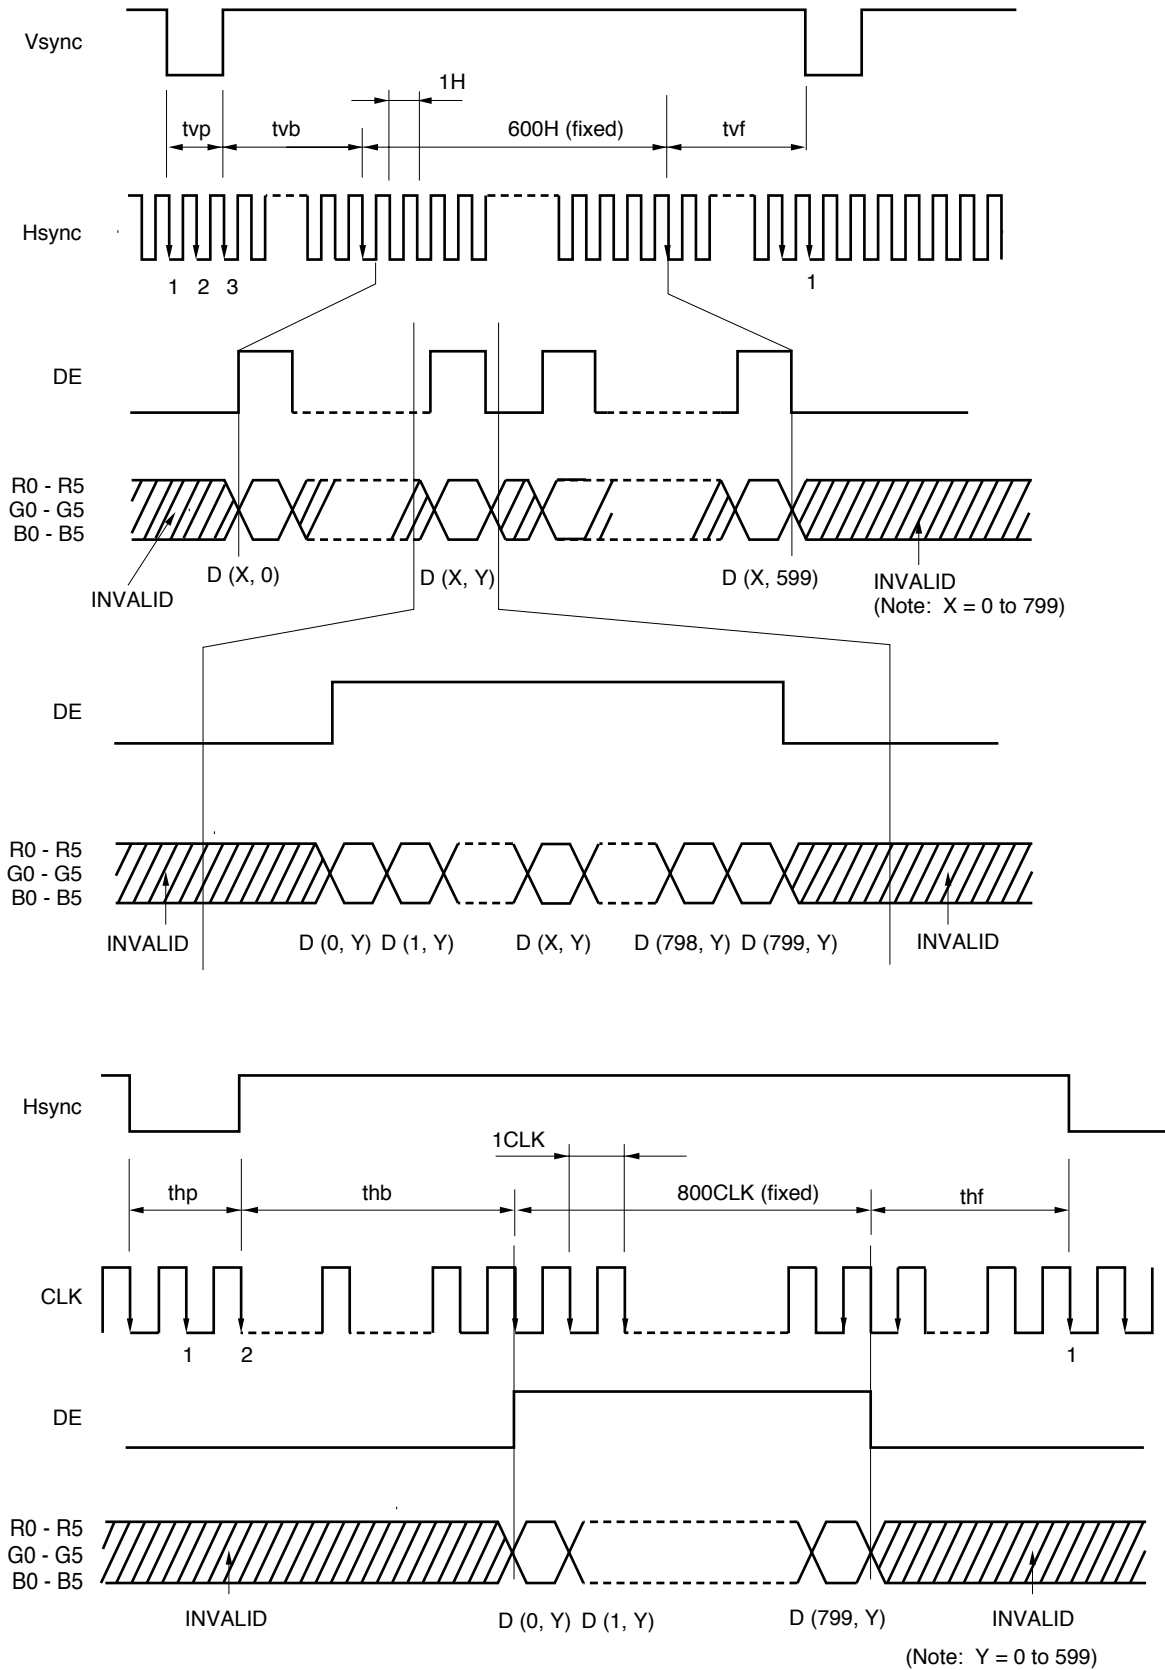 Vsync
1H
tvp tvb 600H (fixed) tvf
Hsync
1 2 3 1
DE
R0 - R5
G0 - G5
B0 - B5
D (X, 0) D (X, Y) D (X, 599)
INVALID INVALID
(Note: X = 0 to 799)
DE
R0 - R5
G0 - G5
B0 - B5
INVALID D (0, Y) D (1, Y) D (X, Y) D (798, Y) D (799, Y) INVALID
Hsync
1CLK
thp thb 800CLK (fixed) thf
CLK
1 2 1
DE
R0 - R5
G0 - G5
B0 - B5
INVALID D (0, Y) D (1, Y) D (799, Y) INVALID
(Note: Y = 0 to 599)